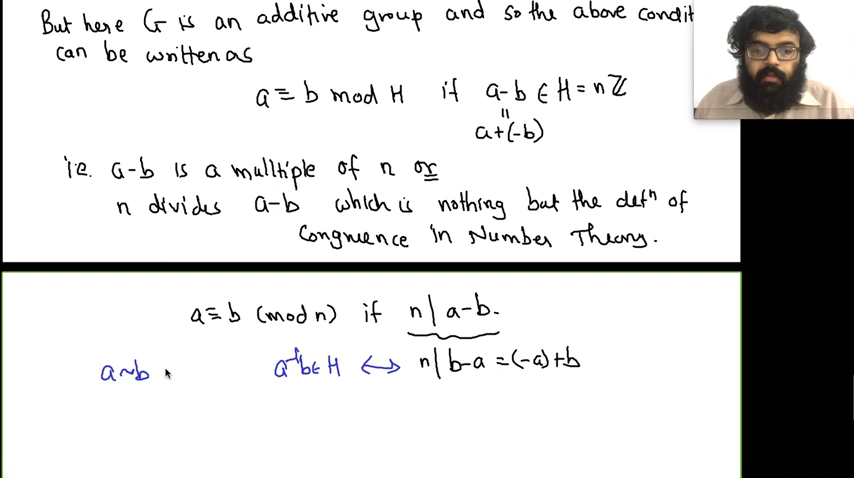 But here G is an additive group and so the above condit
can be written as
a ≡ b mod H if a-b ∈ H = nℤ
"
a+(-b)
i.e. a-b is a multiple of n or
n divides a-b which is nothing but the defⁿ of
Congruence in Number Theory.
a ≡ b (mod n) if n | a-b.
a ~ b a⁻¹b ∈ H ↔ n | b-a = (-a)+b